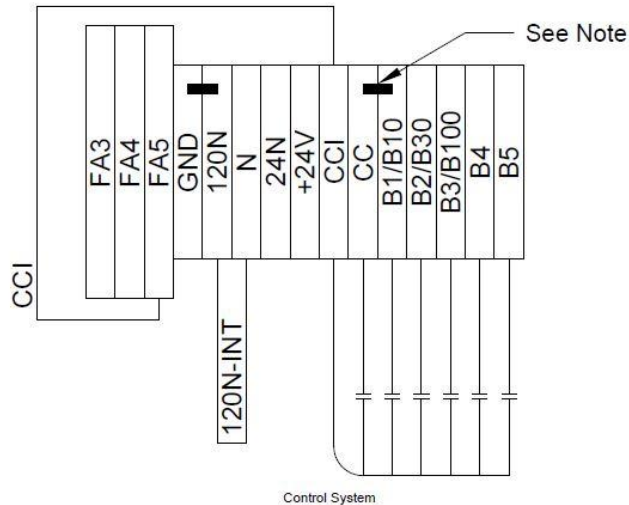 See Note
FA3
FA4
FA5
GND
120N
N
24N
+24V
CCI
CC
B1/B10
B2/B30
B3/B100
B4
B5
CCI
120N-INT
Control System